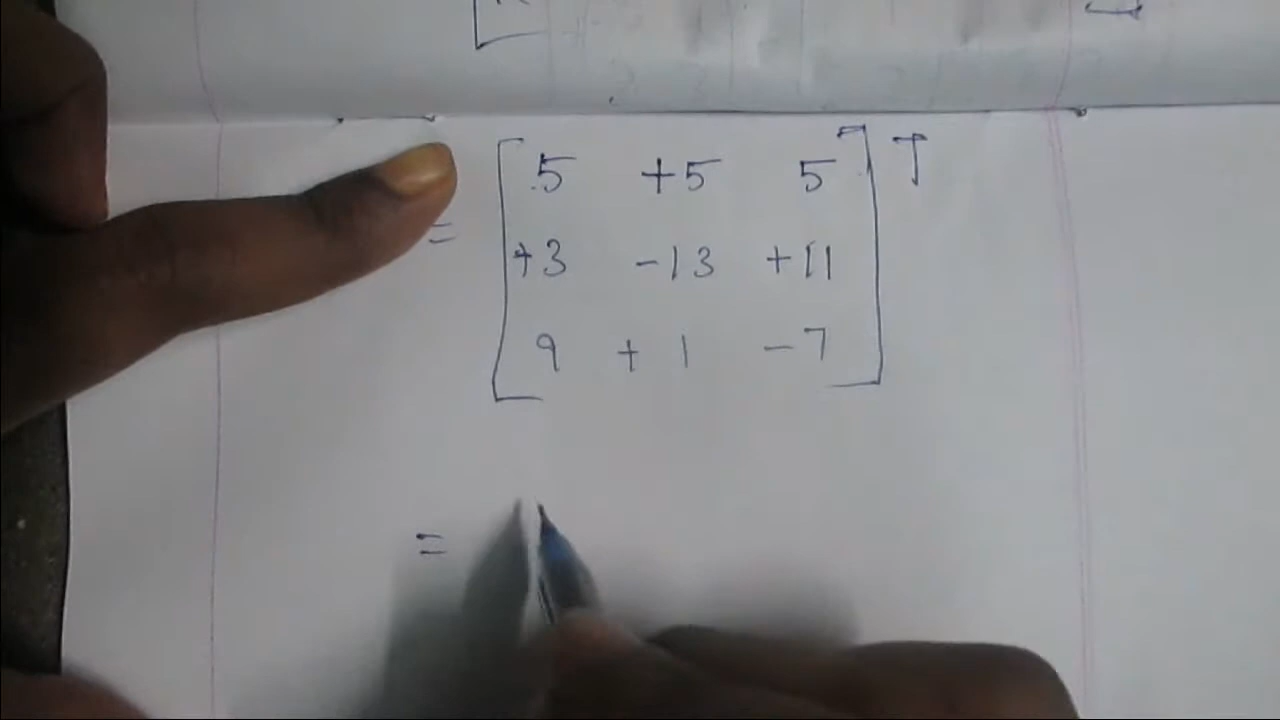 5 +5 5 T
= +3 -13 +11
9 +1 -7
=